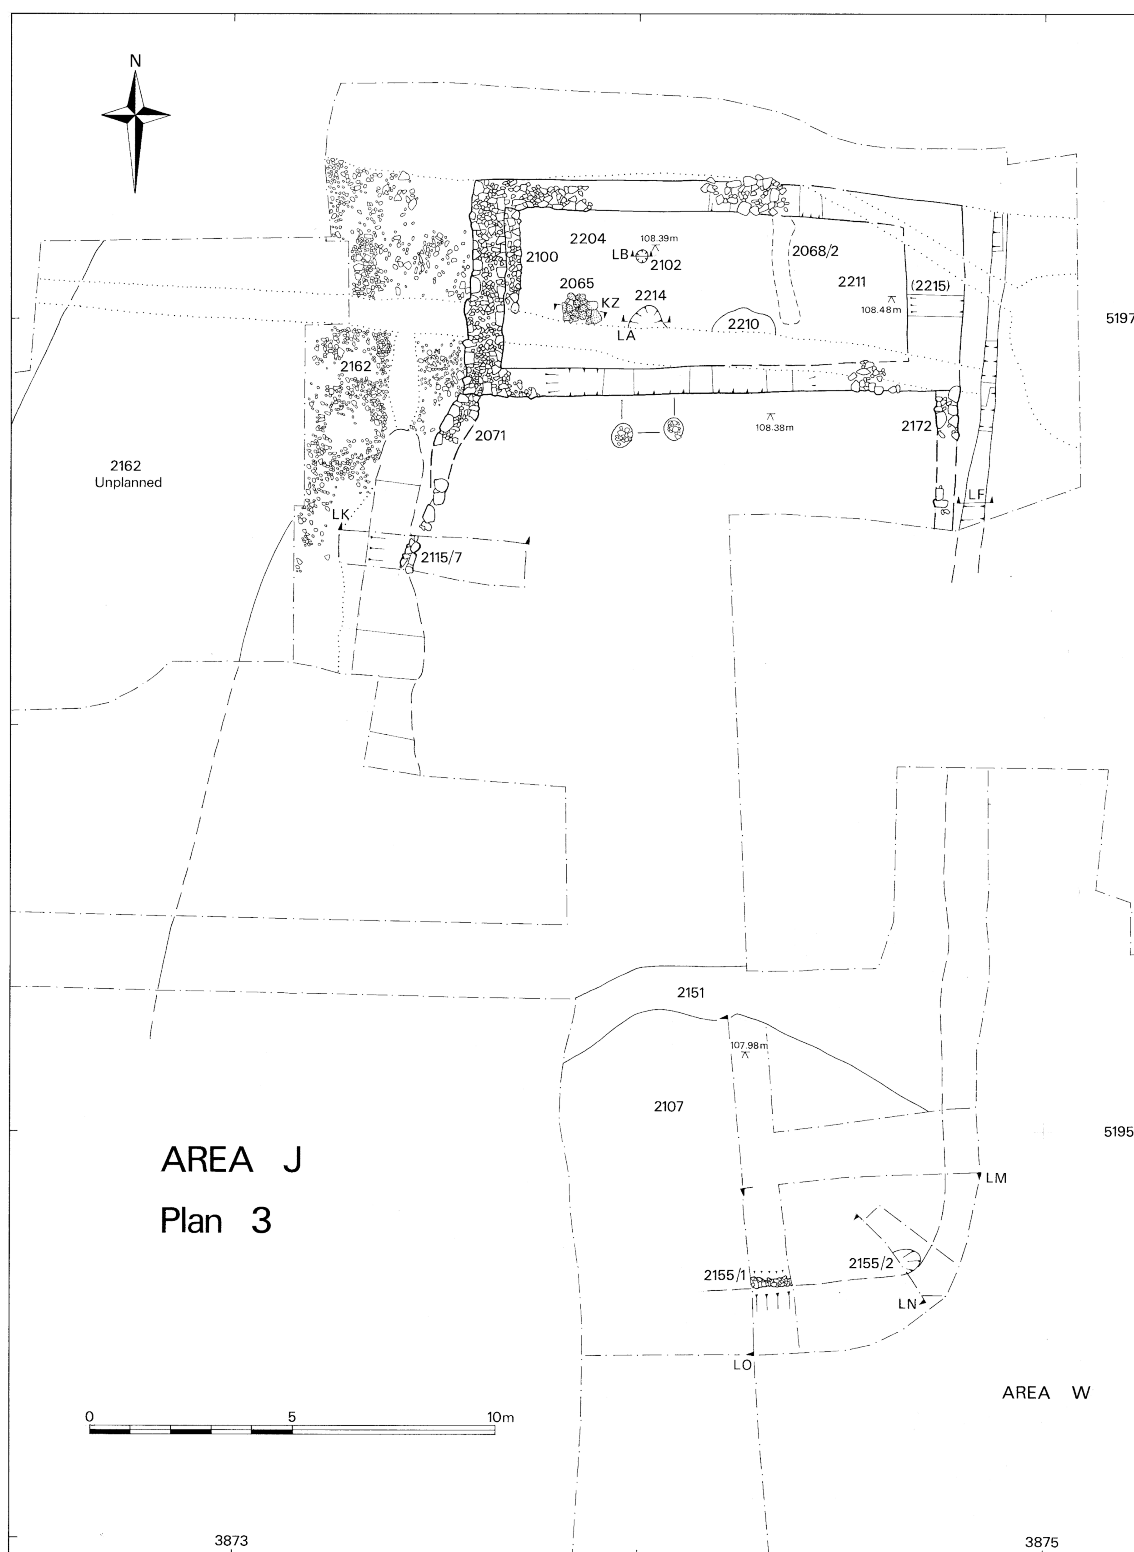 N
2204
108.39m
2100
LB
2102
2068/2
2065
KZ
2214
2211
(2215)
108.48m
LA
2210
5197
2162
2071
108.38m
2172
2162
Unplanned
LK
LF
2115/7
2151
107.98m
2107
5195
AREA J
Plan 3
LM
2155/1
2155/2
LN
LO
AREA W
0 5 10m
3873 3875